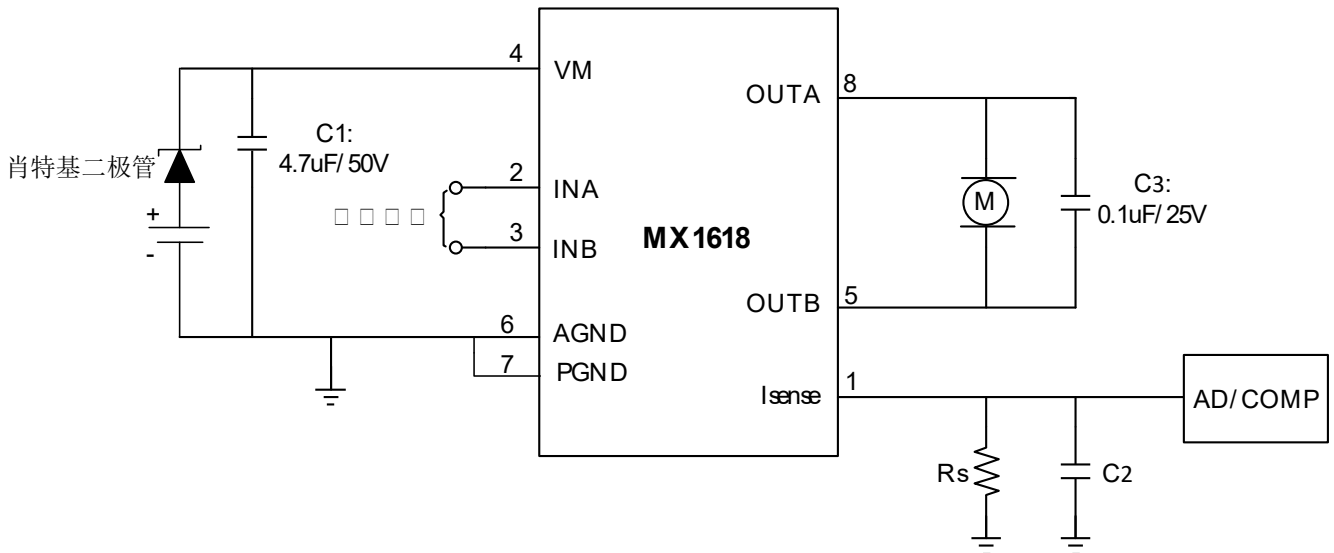 4
VM
C1:
4.7uF/50V
肖特基二极管
+
-
2
INA
3
INB
6
AGND
7
PGND
MX1618
OUTA
8
M
C3:
0.1uF/25V
OUTB
5
Isense
1
AD/COMP
Rs
C2